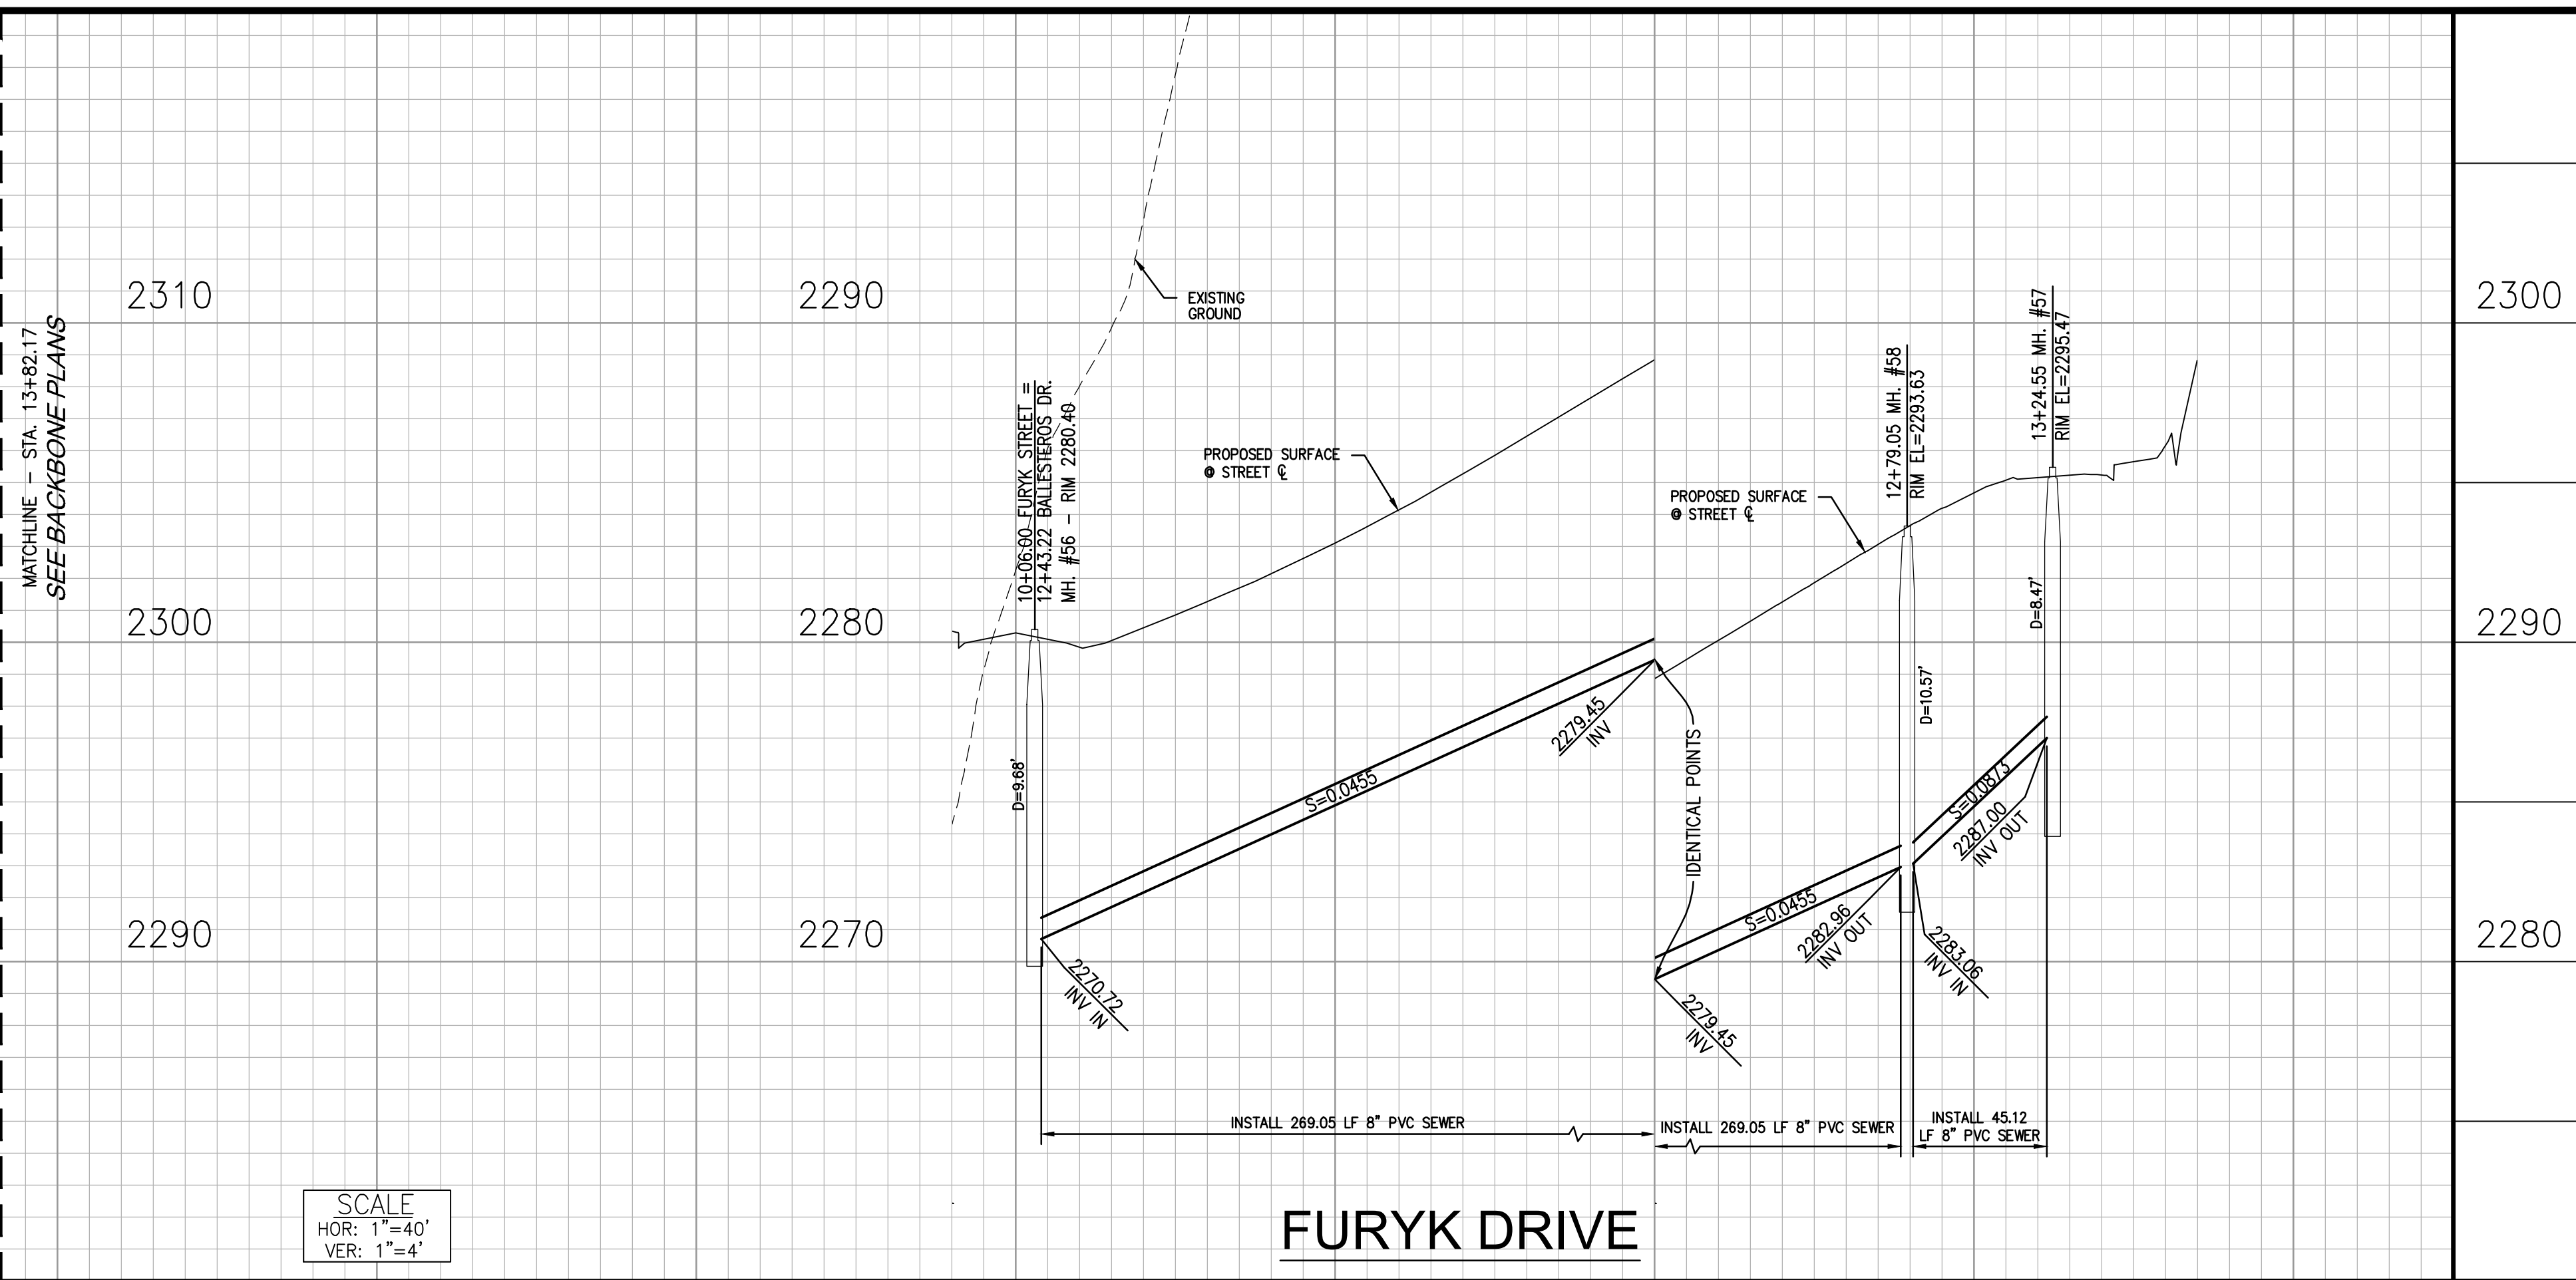 MATCHLINE - STA. 13+82.17
SEE BACKBONE PLANS
2310
2300
2290
2290
2280
2270
EXISTING
GROUND
10+06.00 FURYK STREET =
12+43.22 BALLESTEROS DR.
MH. #56 - RIM 2280.40
PROPOSED SURFACE
@ STREET ℄
PROPOSED SURFACE
@ STREET ℄
12+79.05 MH. #58
RIM EL=2293.63
13+24.55 MH. #57
RIM EL=2295.47
D=9.68'
D=10.57'
D=8.47'
S=0.0455
2279.45
INV
IDENTICAL POINTS
S=0.0455
S=0.0873
2287.00
INV OUT
2282.96
INV OUT
2283.06
INV IN
2270.72
INV IN
2279.45
INV
INSTALL 269.05 LF 8" PVC SEWER
INSTALL 269.05 LF 8" PVC SEWER
INSTALL 45.12
LF 8" PVC SEWER
2300
2290
2280
SCALE
HOR: 1"=40'
VER: 1"=4'
FURYK DRIVE